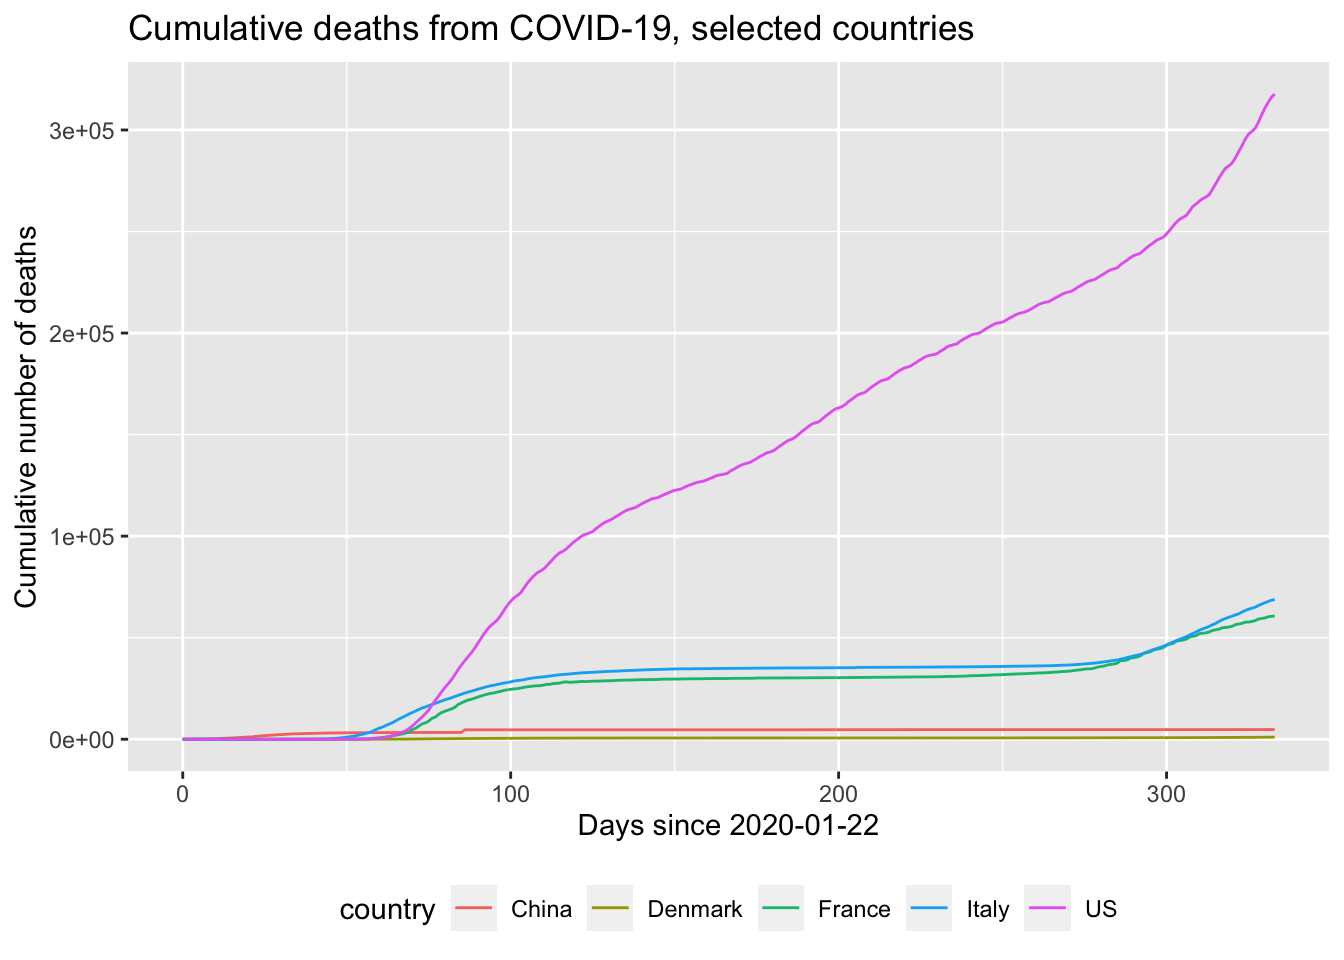 Cumulative deaths from COVID-19, selected countries
Cumulative number of deaths
3e+05
2e+05
1e+05
0e+00
0 100 200 300
Days since 2020-01-22
country China Denmark France Italy US